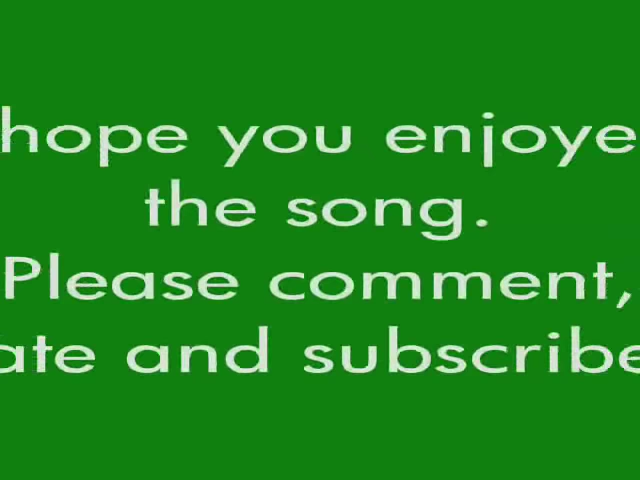 hope you enjoye
the song.
Please comment,
ate and subscribe